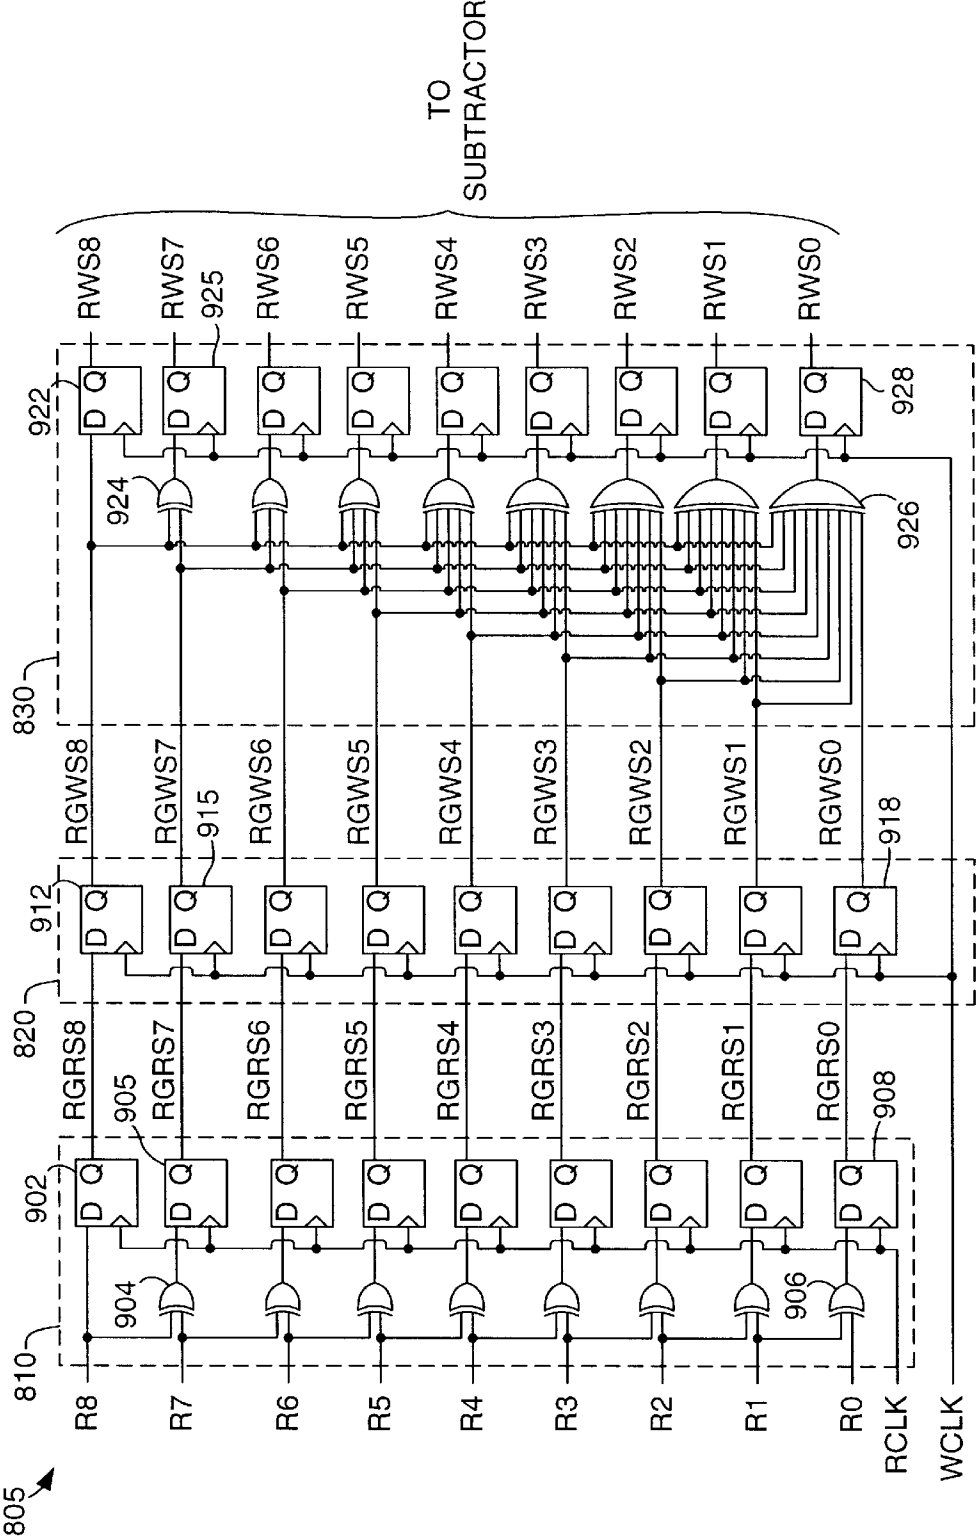 805
810
820
830
R8
R7
R6
R5
R4
R3
R2
R1
R0
RCLK
WCLK
904
906
902
905
908
D Q
D Q
D Q
D Q
D Q
D Q
D Q
D Q
D Q
RGRS8
RGRS7
RGRS6
RGRS5
RGRS4
RGRS3
RGRS2
RGRS1
RGRS0
912
915
918
D Q
D Q
D Q
D Q
D Q
D Q
D Q
D Q
D Q
RGWS8
RGWS7
RGWS6
RGWS5
RGWS4
RGWS3
RGWS2
RGWS1
RGWS0
924
926
922
925
928
D Q
D Q
D Q
D Q
D Q
D Q
D Q
D Q
D Q
RWS8
RWS7
RWS6
RWS5
RWS4
RWS3
RWS2
RWS1
RWS0
TO
SUBTRACTOR